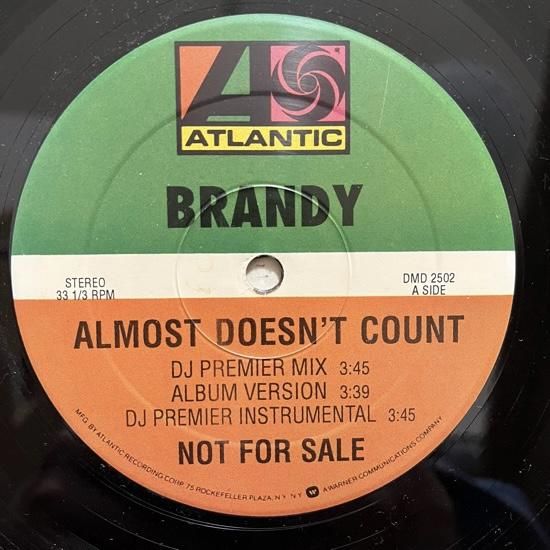 ATLANTIC
BRANDY
STEREO
33 1/3 RPM
DMD 2502
A SIDE
ALMOST DOESN'T COUNT
DJ PREMIER MIX 3:45
ALBUM VERSION 3:39
DJ PREMIER INSTRUMENTAL 3:45
NOT FOR SALE
MFG. BY ATLANTIC RECORDING CORP. 75 ROCKEFELLER PLAZA, N.Y. N.Y. A WARNER COMMUNICATIONS COMPANY